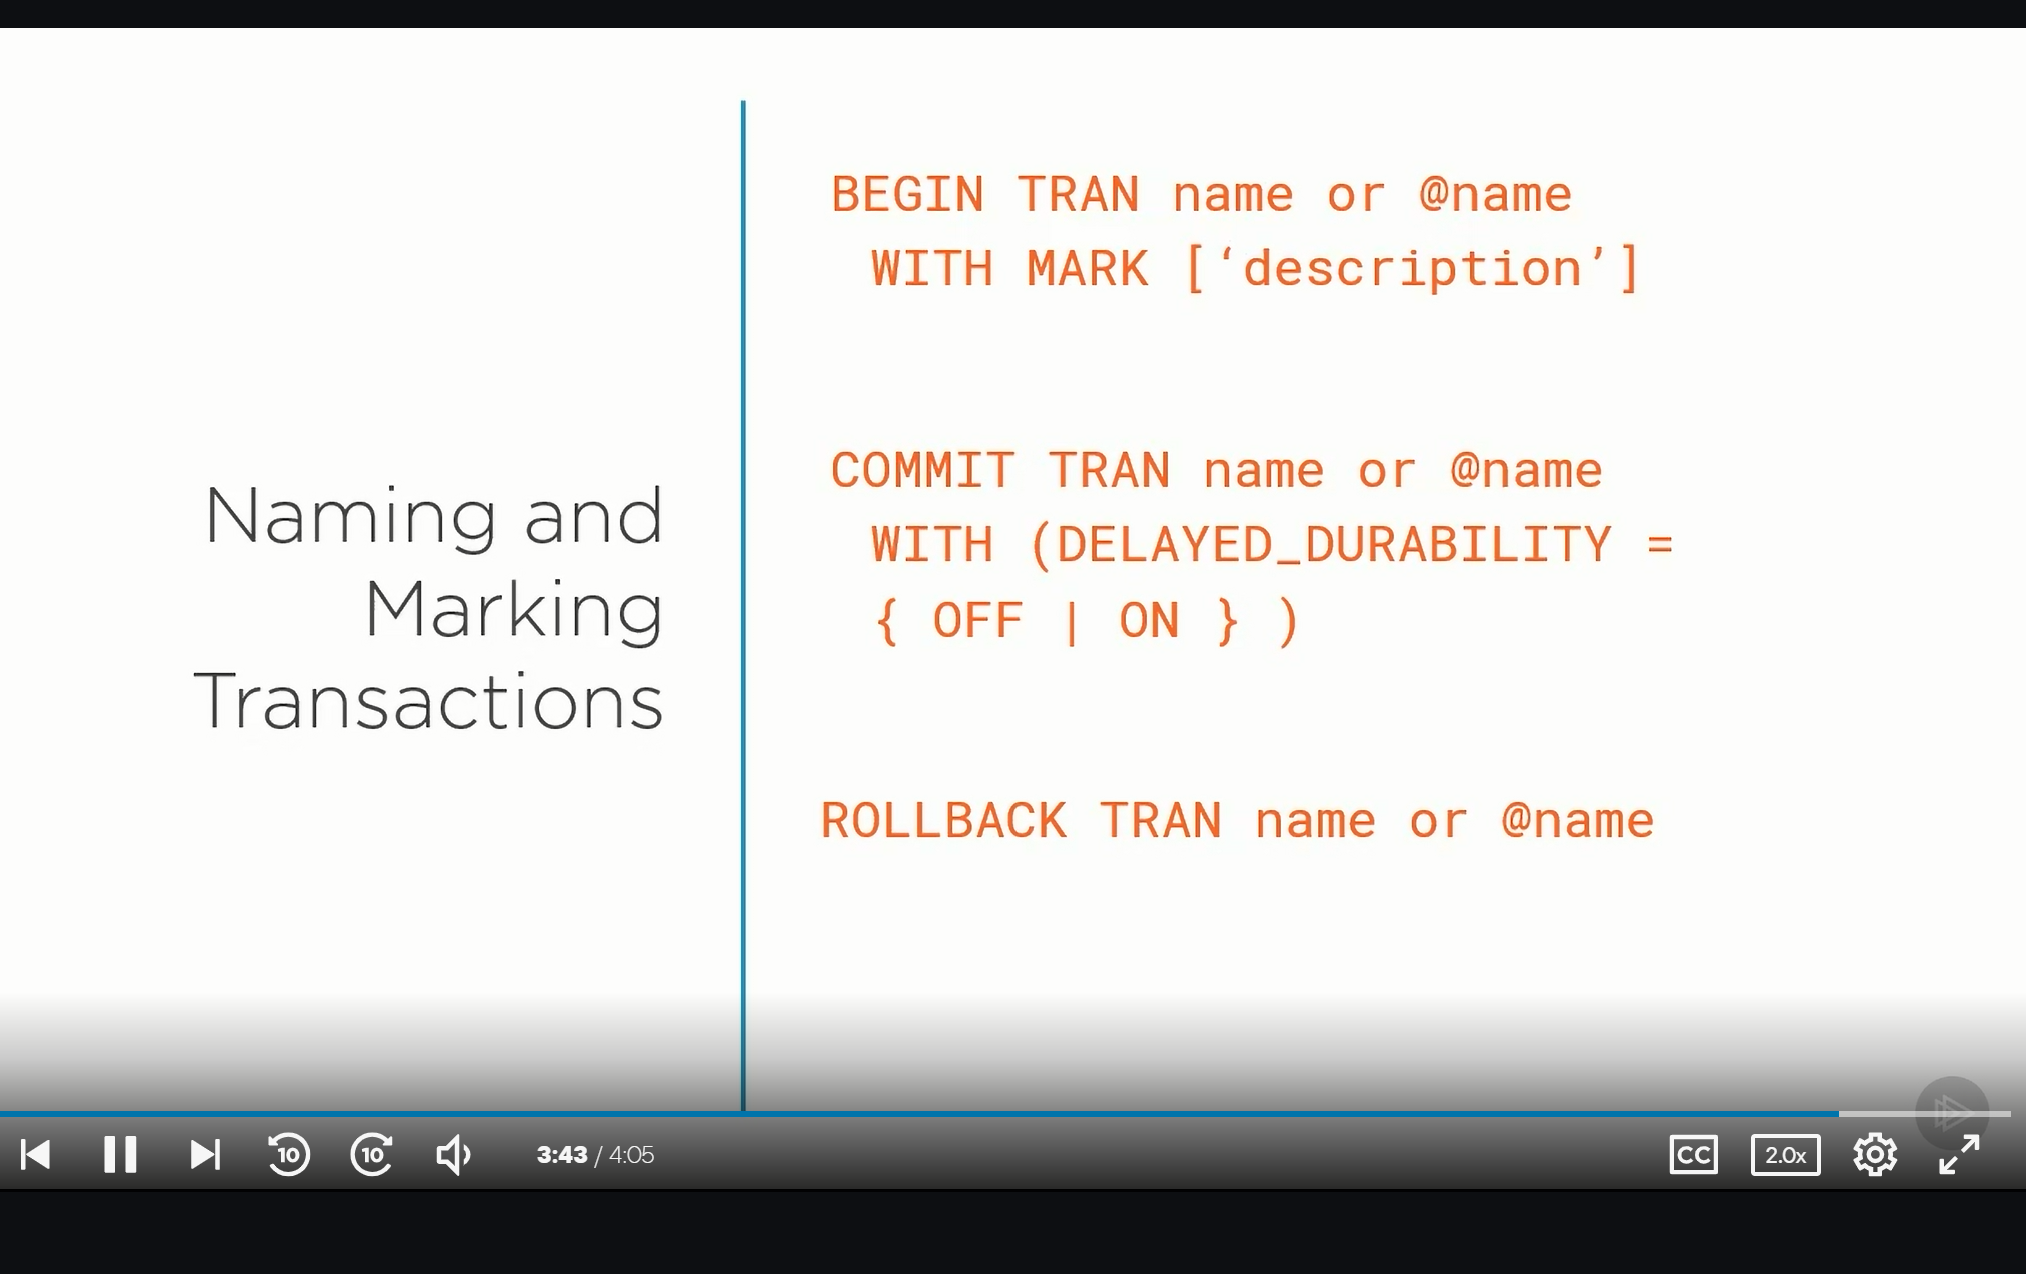 Naming and
Marking
Transactions
BEGIN TRAN name or @name
WITH MARK [‘description’]
COMMIT TRAN name or @name
WITH (DELAYED_DURABILITY =
{ OFF | ON } )
ROLLBACK TRAN name or @name
10
10
3:43 / 4:05
CC
2.0x